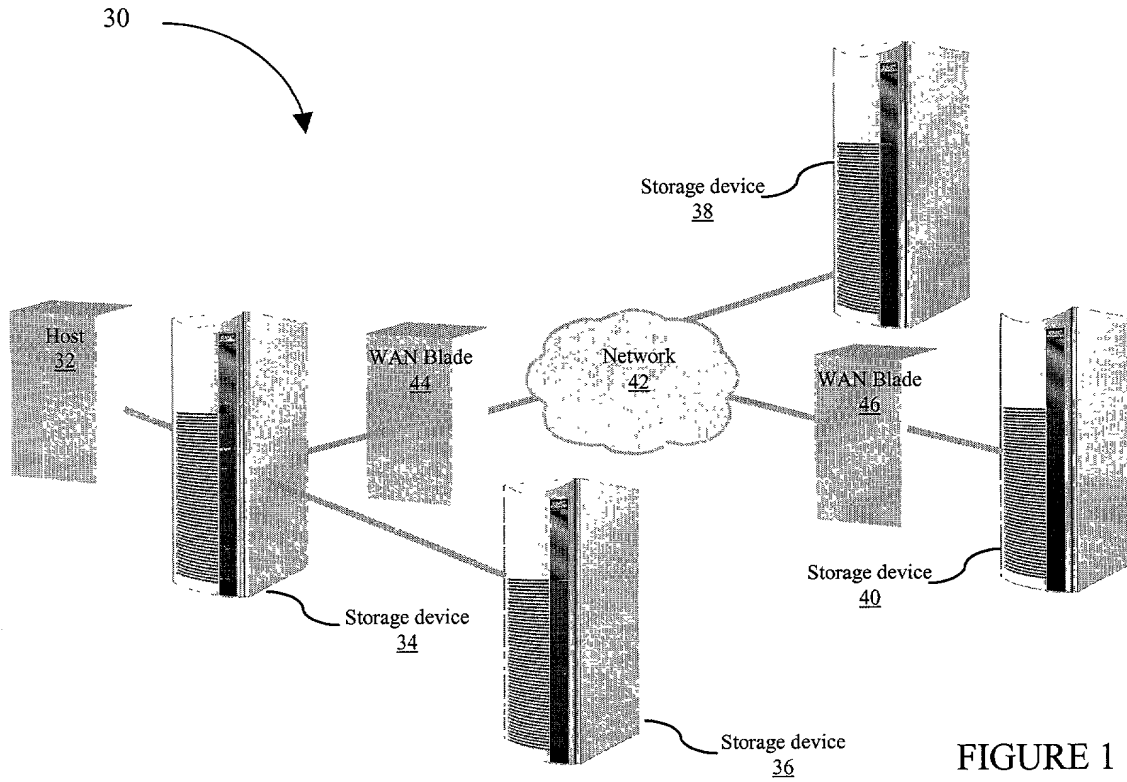 30
Storage device
38
Host
32
WAN Blade
44
Network
42
WAN Blade
46
Storage device
40
Storage device
34
Storage device
36
FIGURE 1